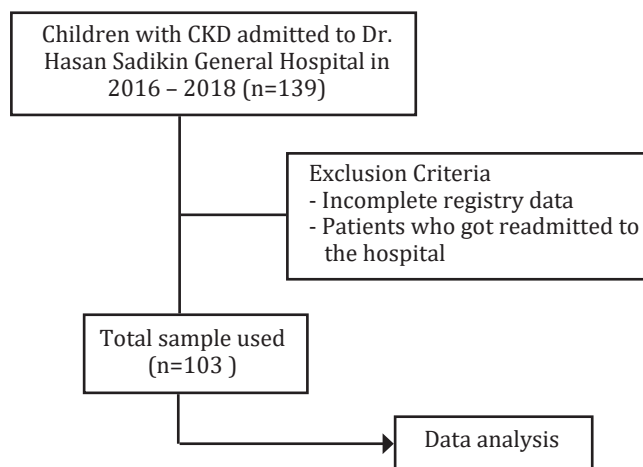 Children with CKD admitted to Dr.
Hasan Sadikin General Hospital in
2016 – 2018 (n=139)
Exclusion Criteria
- Incomplete registry data
- Patients who got readmitted to
the hospital
Total sample used
(n=103 )
Data analysis